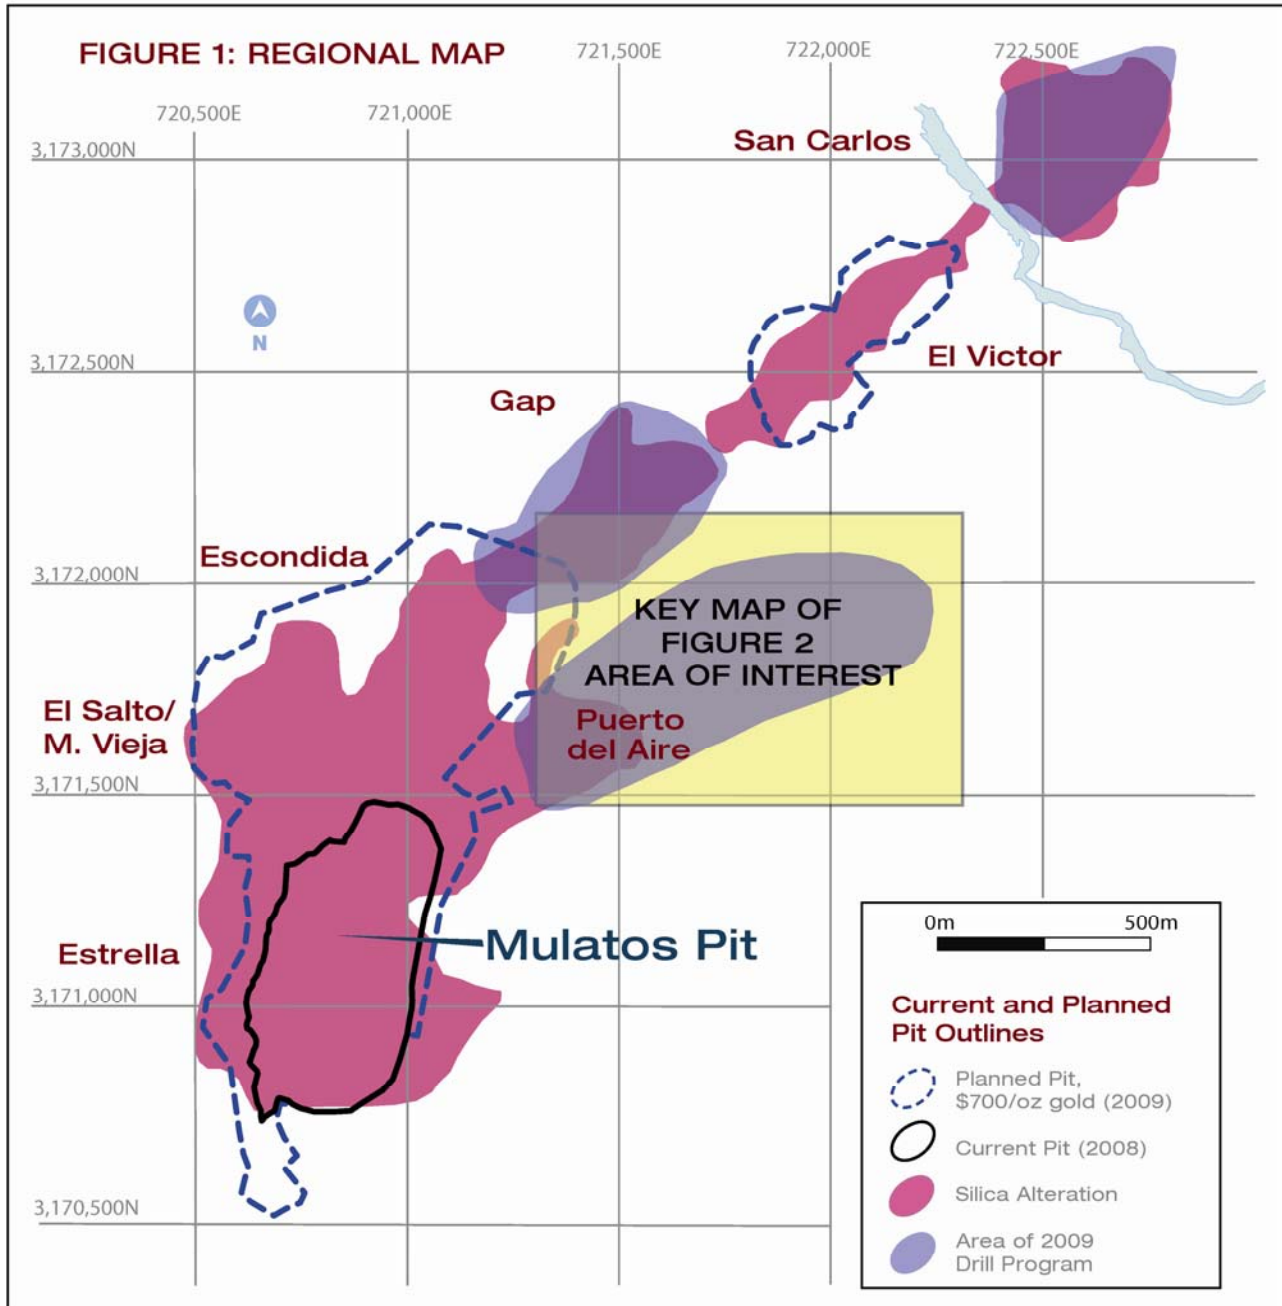 FIGURE 1: REGIONAL MAP
721,500E
722,000E
722,500E
720,500E
721,000E
3,173,000N
San Carlos
N
3,172,500N
El Victor
Gap
Escondida
3,172,000N
KEY MAP OF
FIGURE 2
AREA OF INTEREST
El Salto/
M. Vieja
Puerto
del Aire
3,171,500N
Mulatos Pit
Estrella
3,171,000N
3,170,500N
0m
500m
Current and Planned
Pit Outlines
Planned Pit,
$700/oz gold (2009)
Current Pit (2008)
Silica Alteration
Area of 2009
Drill Program